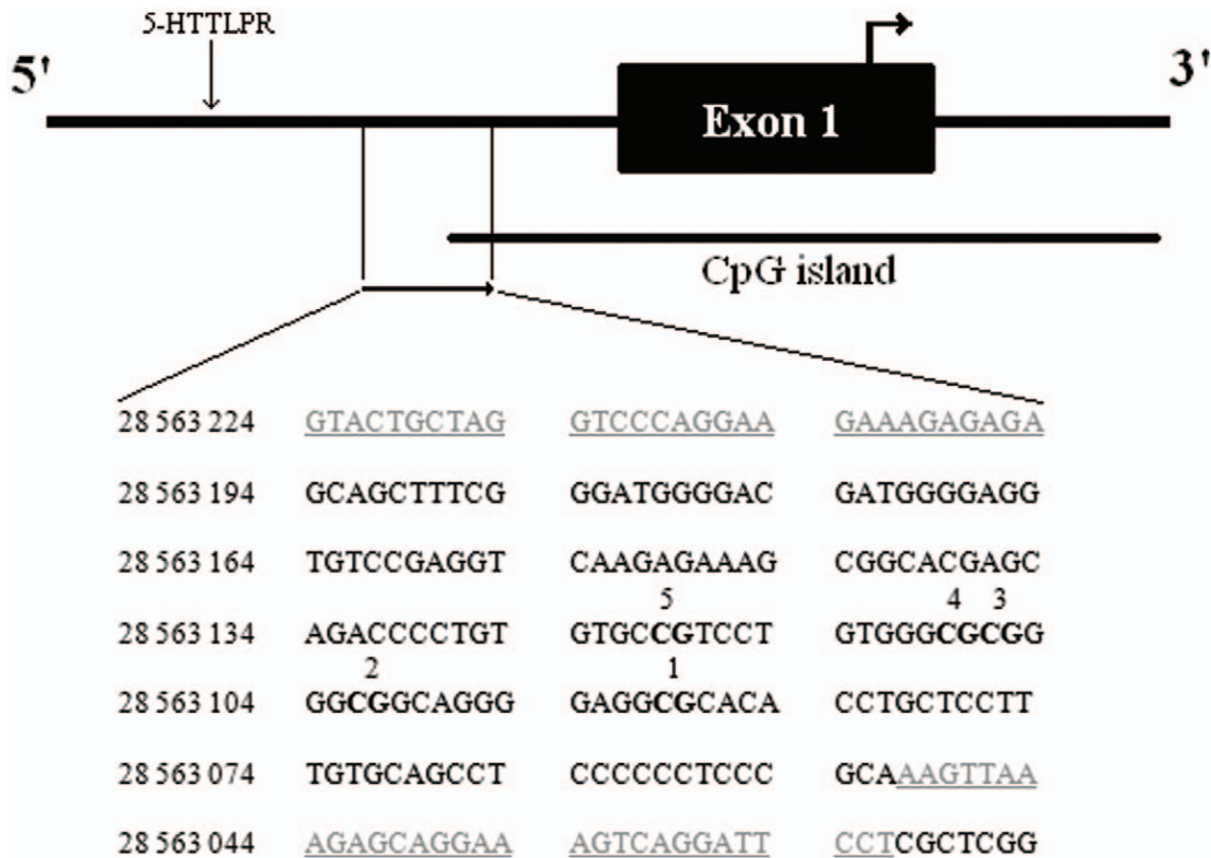 5-HTTLPR
5' 3'
Exon 1
CpG island
28 563 224 GTACTGCTAG GTCCCAGGAA GAAAGAGAGA
28 563 194 GCAGCTTTCG GGATGGGGAC GATGGGGAGG
28 563 164 TGTCCGAGGT CAAGAGAAAG CGGCACGAGC
5 4 3
28 563 134 AGACCCCTGT GTGCCGTCCT GTGGGCGCGG
2 1
28 563 104 GGCGGCAGGG GAGGCGCACA CCTGCTCCTT
28 563 074 TGTGCAGCCT CCCCCCTCCC GCAAAGTTAA
28 563 044 AGAGCAGGAA AGTCAGGATT CCTCGCTCGG